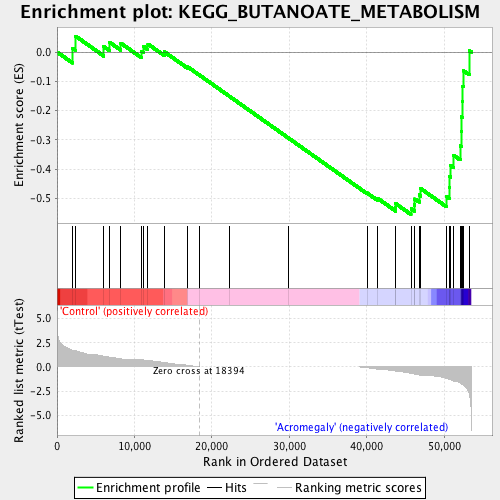 Enrichment plot: KEGG_BUTANOATE_METABOLISM
Enrichment score (ES)
0.0
-0.1
-0.2
-0.3
-0.4
-0.5
'Control' (positively correlated)
Ranked list metric (tTest)
5.0
2.5
0.0
-2.5
-5.0
Zero cross at 18394
'Acromegaly' (negatively correlated)
0
10,000
20,000
30,000
40,000
50,000
Rank in Ordered Dataset
Enrichment profile
Hits
Ranking metric scores